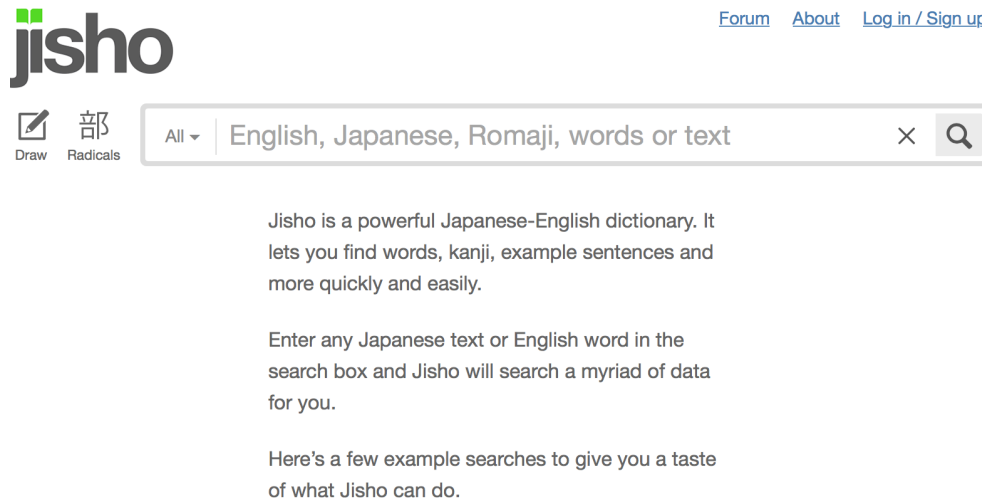 jisho
Forum About Log in / Sign up
部
Draw Radicals
All English, Japanese, Romaji, words or text
Jisho is a powerful Japanese-English dictionary. It
lets you find words, kanji, example sentences and
more quickly and easily.
Enter any Japanese text or English word in the
search box and Jisho will search a myriad of data
for you.
Here’s a few example searches to give you a taste
of what Jisho can do.